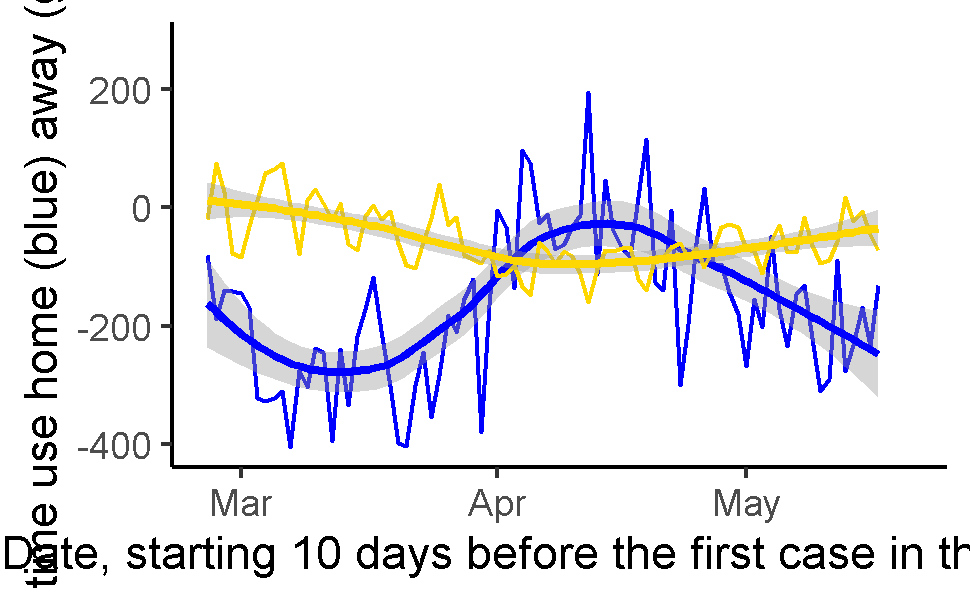 time use home (blue) away (
200
0
-200
-400
Mar Apr May
Date, starting 10 days before the first case in th